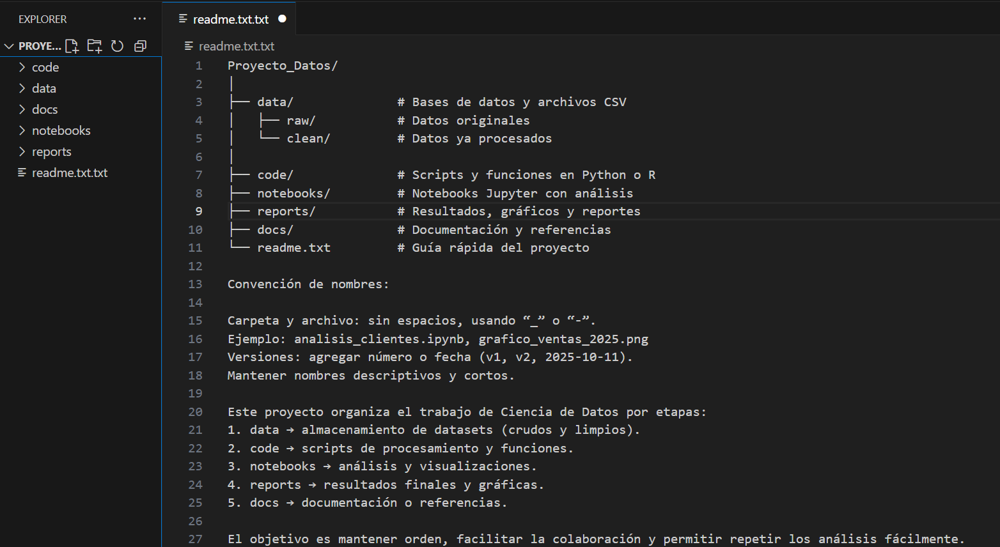 EXPLORER
PROYE...
code
data
docs
notebooks
reports
readme.txt.txt
readme.txt.txt
readme.txt.txt
1 Proyecto_Datos/
2 │
3 ├── data/              # Bases de datos y archivos CSV
4 │   ├── raw/           # Datos originales
5 │   └── clean/         # Datos ya procesados
6 │
7 ├── code/              # Scripts y funciones en Python o R
8 ├── notebooks/         # Notebooks Jupyter con análisis
9 ├── reports/           # Resultados, gráficos y reportes
10 ├── docs/              # Documentación y referencias
11 └── readme.txt         # Guía rápida del proyecto
12
13 Convención de nombres:
14
15 Carpeta y archivo: sin espacios, usando “_” o “-”.
16 Ejemplo: analisis_clientes.ipynb, grafico_ventas_2025.png
17 Versiones: agregar número o fecha (v1, v2, 2025-10-11).
18 Mantener nombres descriptivos y cortos.
19
20 Este proyecto organiza el trabajo de Ciencia de Datos por etapas:
21 1. data → almacenamiento de datasets (crudos y limpios).
22 2. code → scripts de procesamiento y funciones.
23 3. notebooks → análisis y visualizaciones.
24 4. reports → resultados finales y gráficas.
25 5. docs → documentación o referencias.
26
27 El objetivo es mantener orden, facilitar la colaboración y permitir repetir los análisis fácilmente.